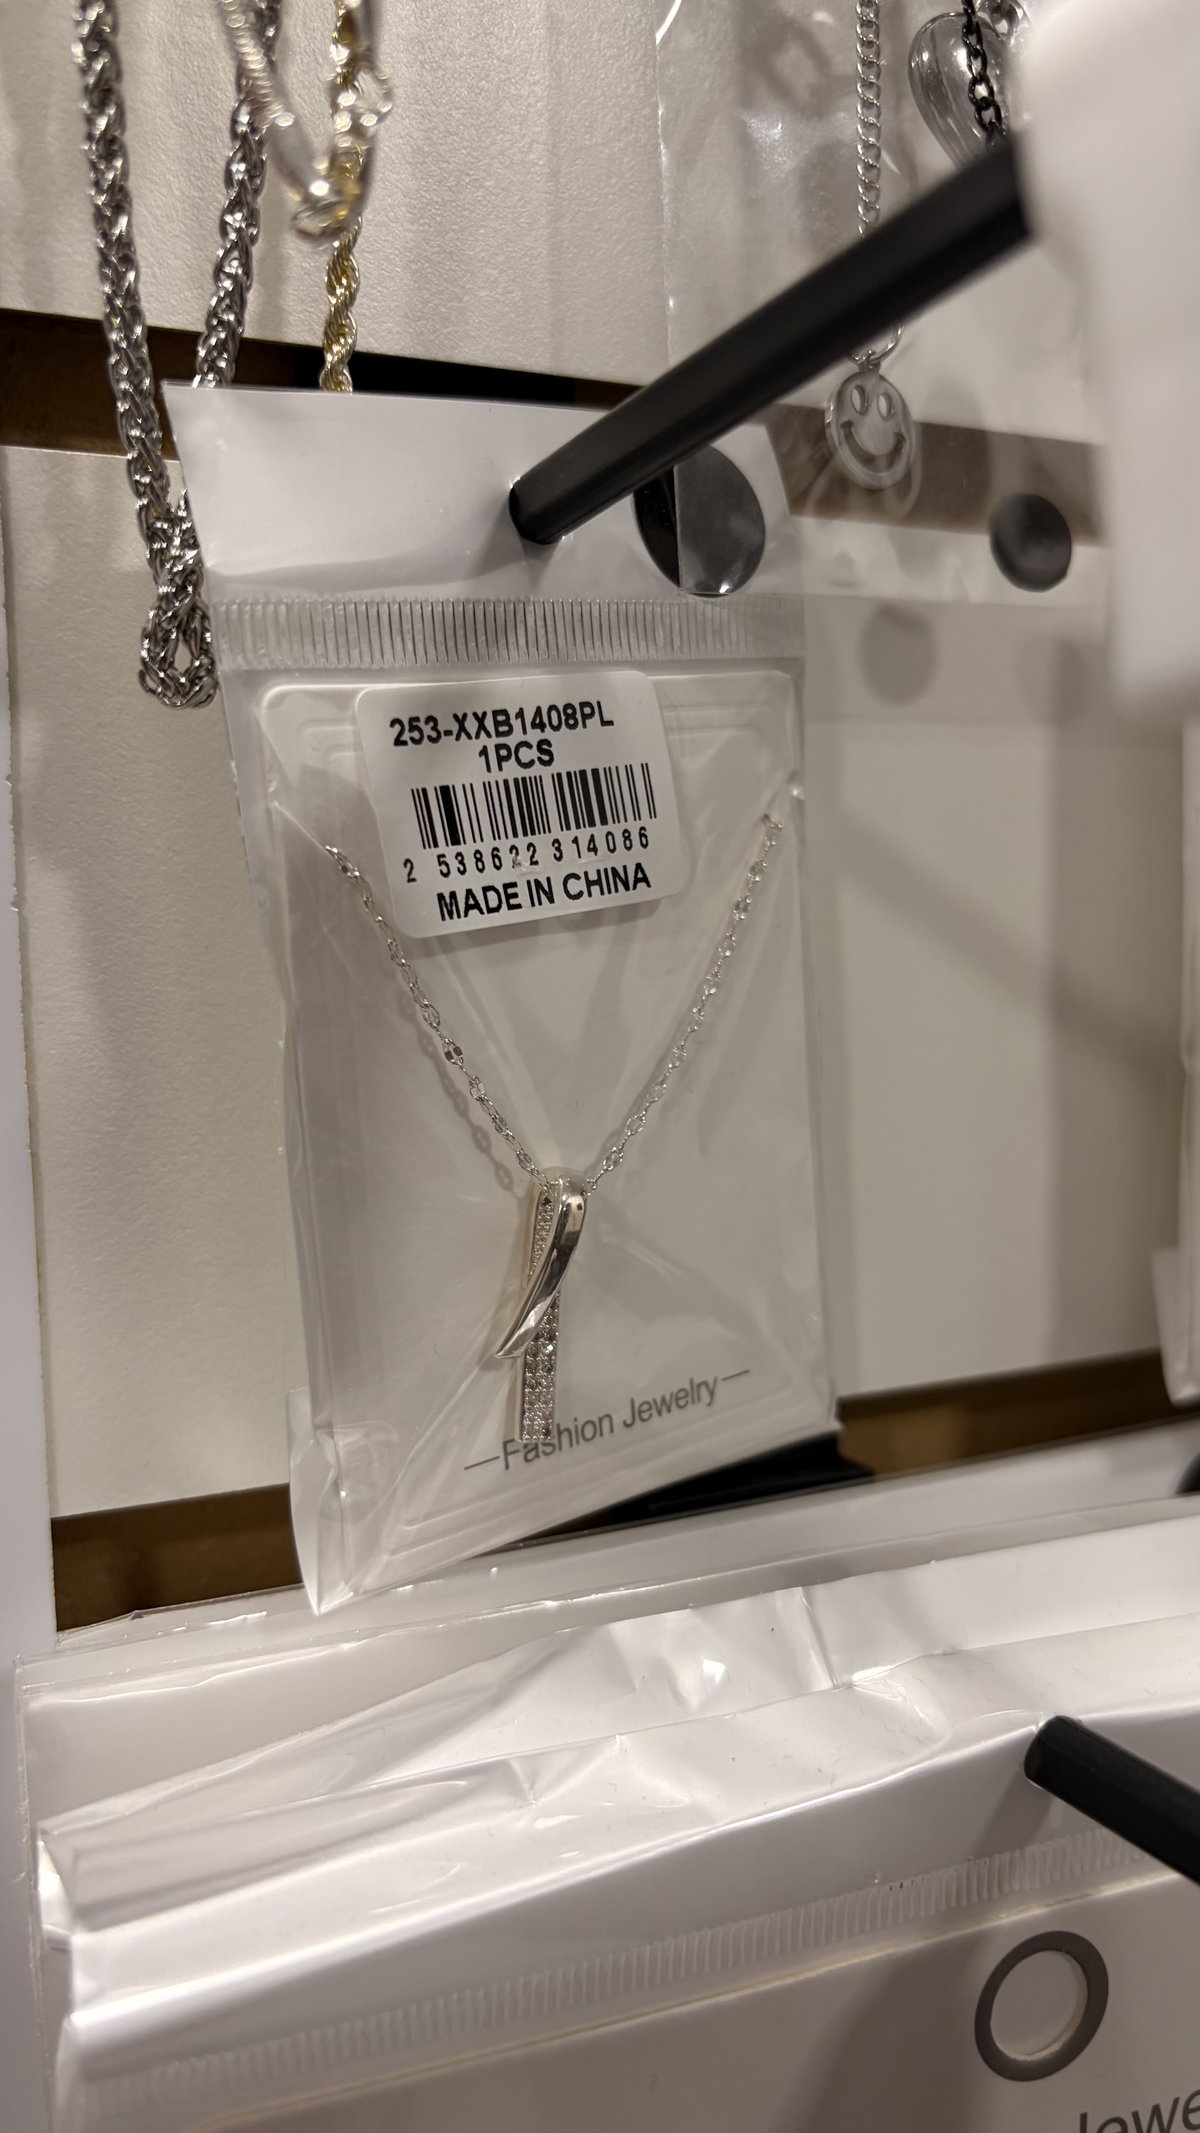 253-XXB1408PL
1PCS
2 538622 314086
MADE IN CHINA
—Fashion Jewelry—